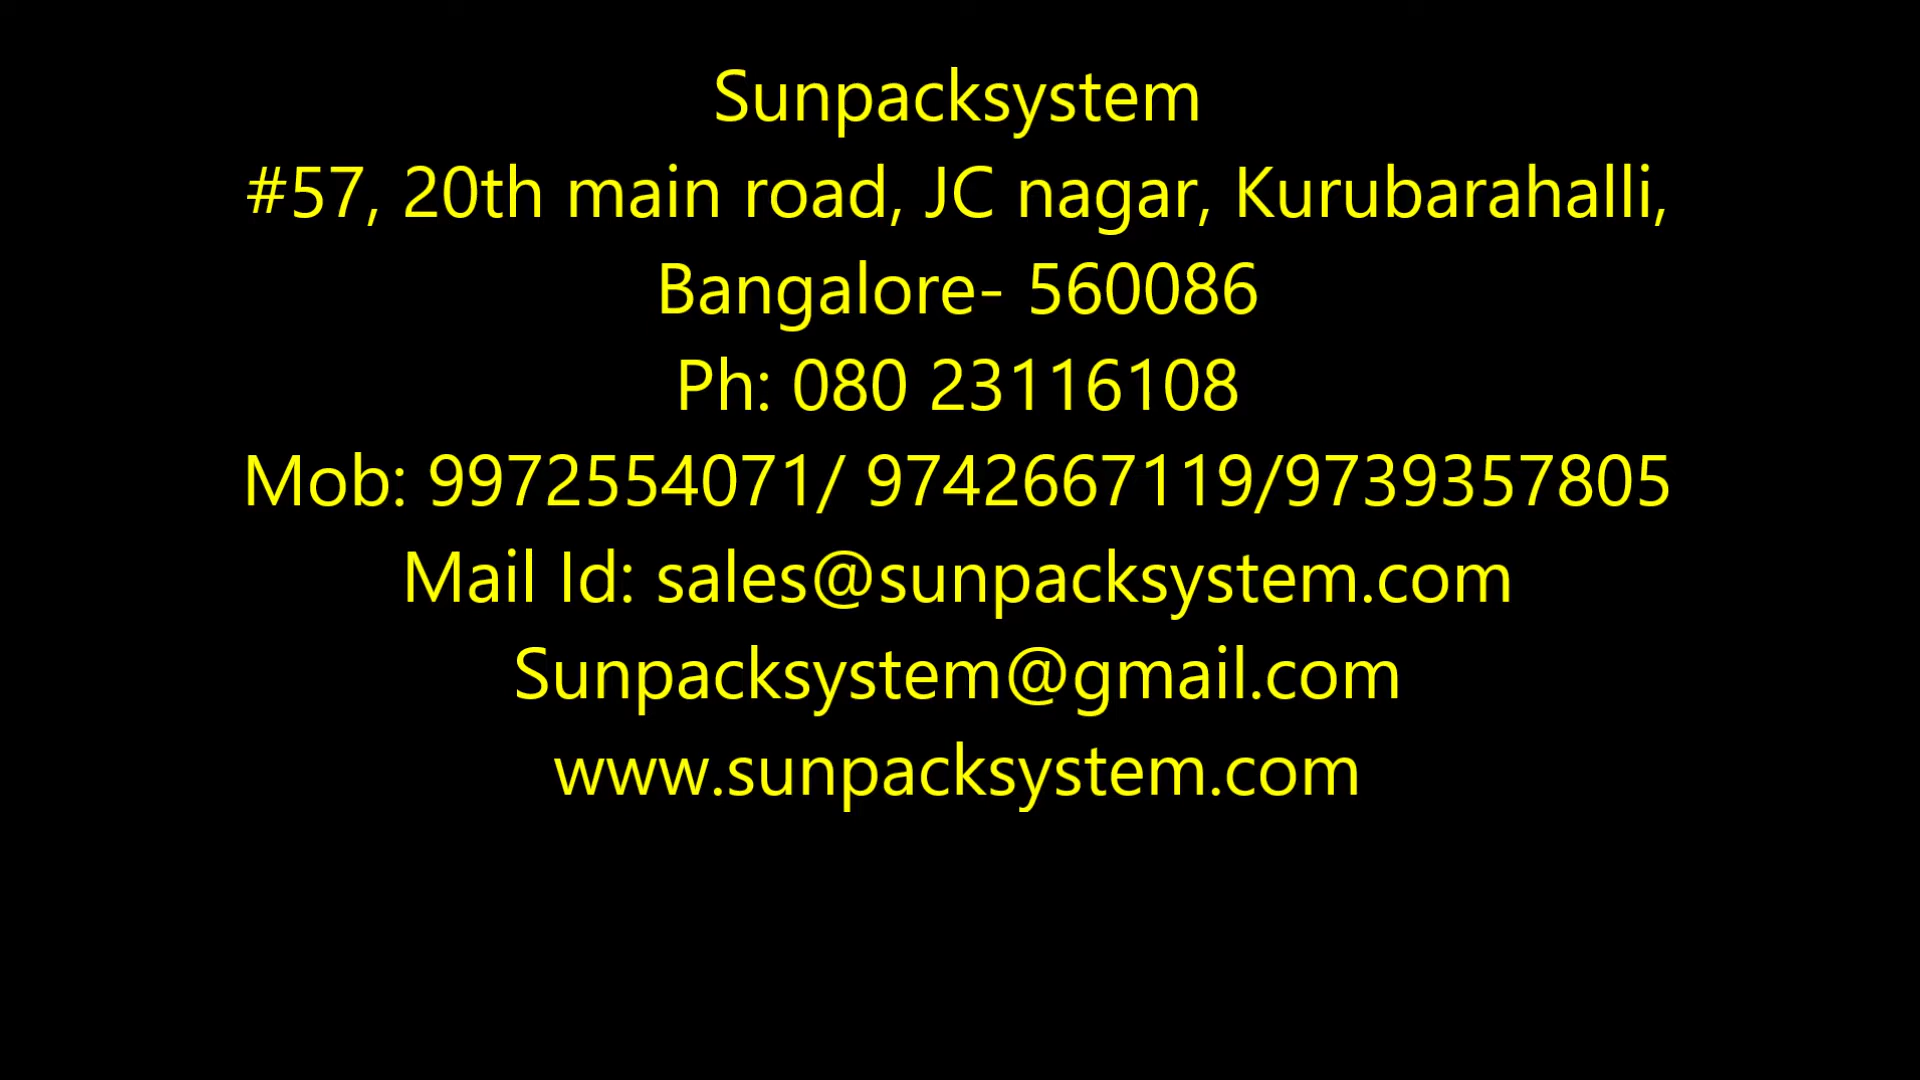 Sunpacksystem
#57, 20th main road, JC nagar, Kurubarahalli,
Bangalore- 560086
Ph: 080 23116108
Mob: 9972554071/ 9742667119/9739357805
Mail Id: sales@sunpacksystem.com
Sunpacksystem@gmail.com
www.sunpacksystem.com